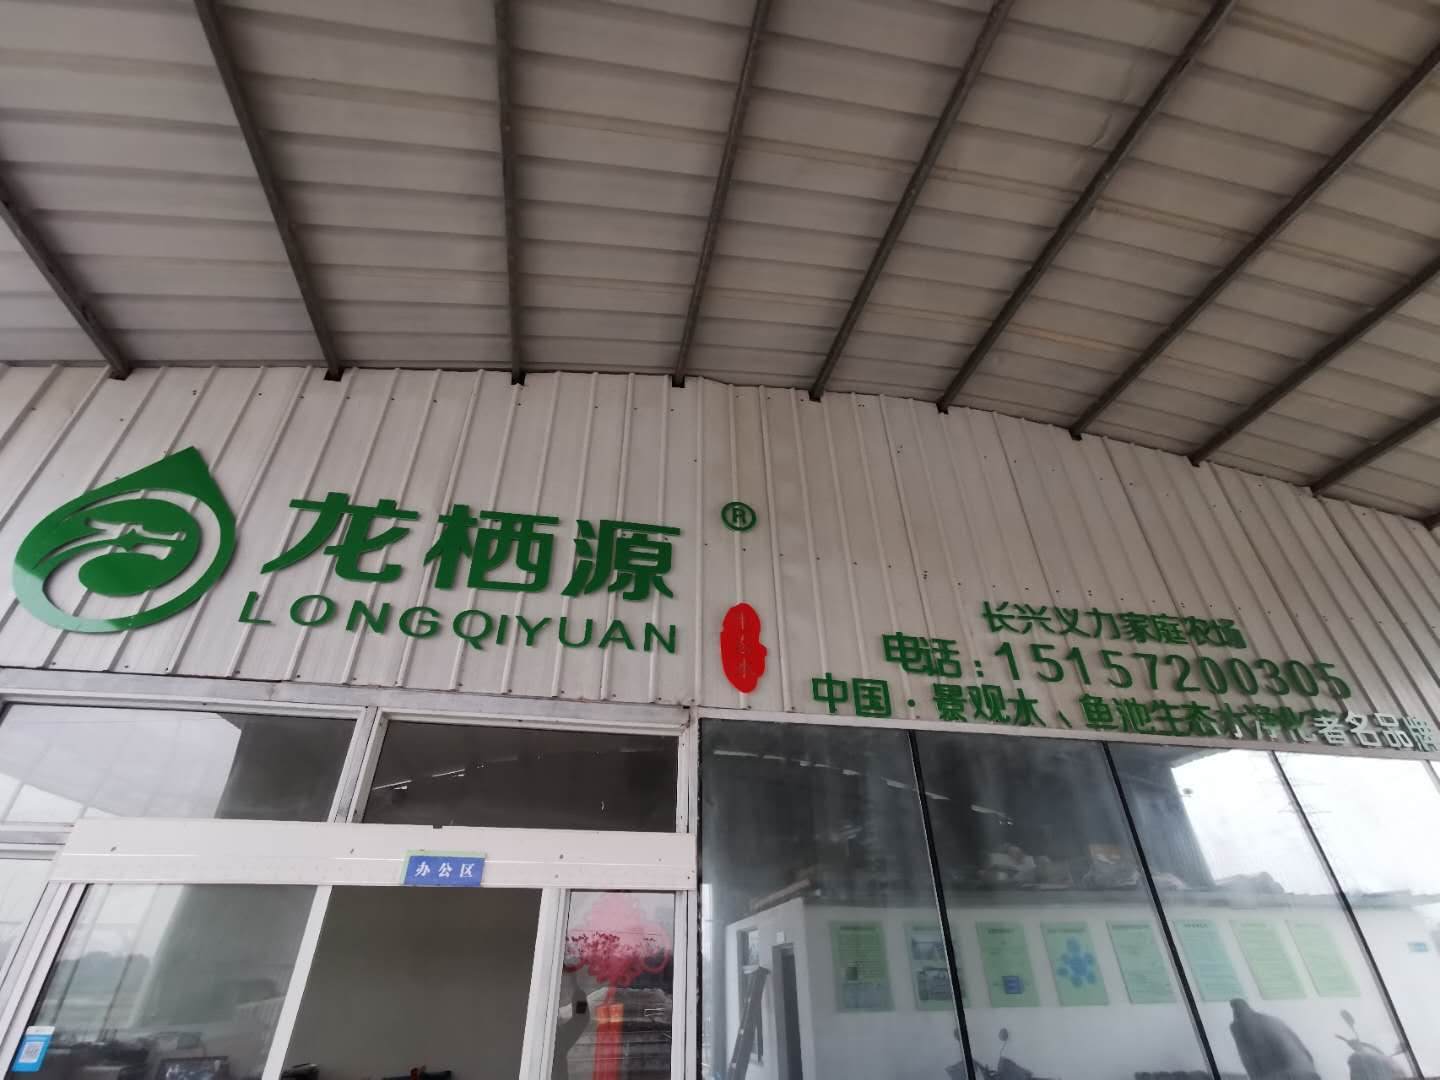 龙栖源
®
LONGQIYUAN
长兴义力家庭农场
电话：15157200305
中国·景观水、鱼池生态水净化著名品牌
办公区